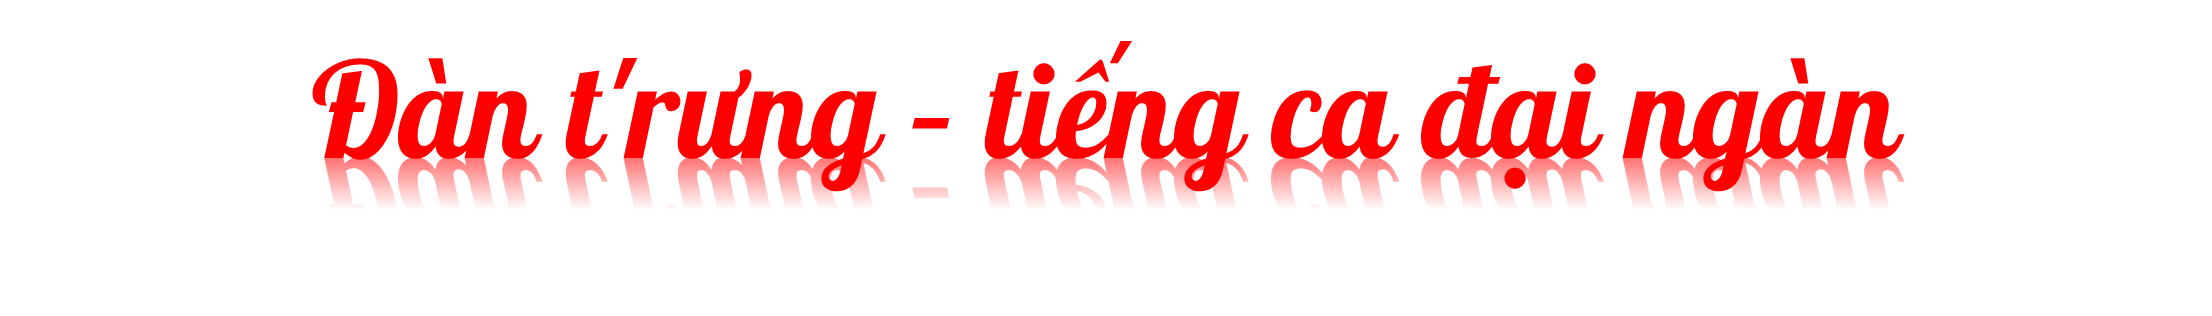 Đàn t'rưng - tiếng ca đại ngàn